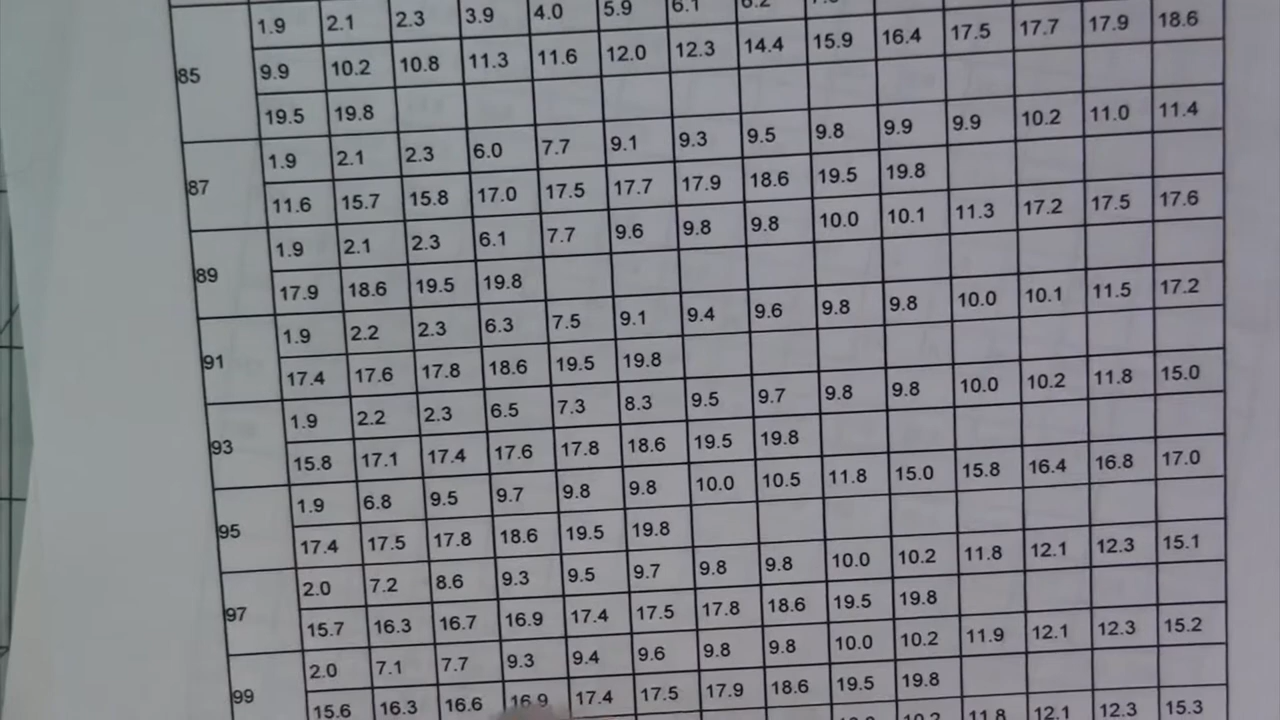 1.9 2.1 2.3 3.9 4.0 5.9 6.1 6.2
85 9.9 10.2 10.8 11.3 11.6 12.0 12.3 14.4 15.9 16.4 17.5 17.7 17.9 18.6
19.5 19.8
87 1.9 2.1 2.3 6.0 7.7 9.1 9.3 9.5 9.8 9.9 9.9 10.2 11.0 11.4
11.6 15.7 15.8 17.0 17.5 17.7 17.9 18.6 19.5 19.8
89 1.9 2.1 2.3 6.1 7.7 9.6 9.8 9.8 10.0 10.1 11.3 17.2 17.5 17.6
17.9 18.6 19.5 19.8
91 1.9 2.2 2.3 6.3 7.5 9.1 9.4 9.6 9.8 9.8 10.0 10.1 11.5 17.2
17.4 17.6 17.8 18.6 19.5 19.8
93 1.9 2.2 2.3 6.5 7.3 8.3 9.5 9.7 9.8 9.8 10.0 10.2 11.8 15.0
15.8 17.1 17.4 17.6 17.8 18.6 19.5 19.8
95 1.9 6.8 9.5 9.7 9.8 9.8 10.0 10.5 11.8 15.0 15.8 16.4 16.8 17.0
17.4 17.5 17.8 18.6 19.5 19.8
97 2.0 7.2 8.6 9.3 9.5 9.7 9.8 9.8 10.0 10.2 11.8 12.1 12.3 15.1
15.7 16.3 16.7 16.9 17.4 17.5 17.8 18.6 19.5 19.8
99 2.0 7.1 7.7 9.3 9.4 9.6 9.8 9.8 10.0 10.2 11.9 12.1 12.3 15.2
15.6 16.3 16.6 16.9 17.4 17.5 17.9 18.6 19.5 19.8
10.2 11.8 12.1 12.3 15.3